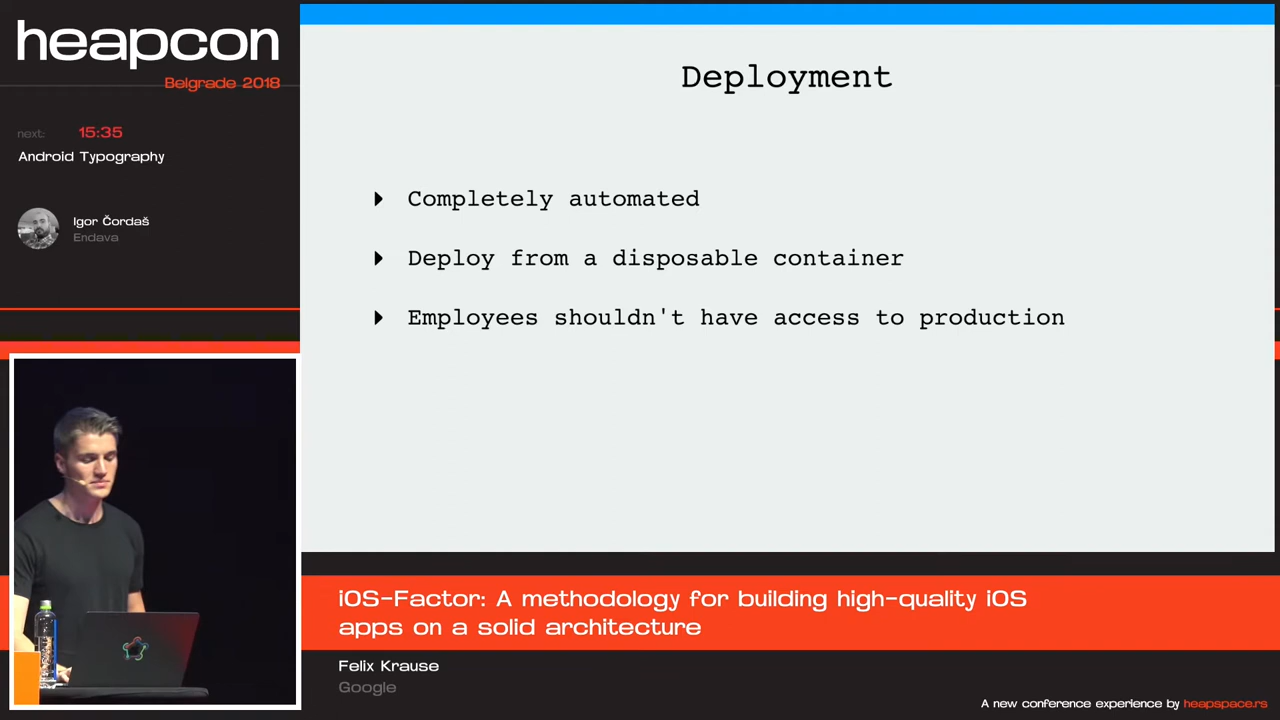 heapcon
Belgrade 2018
next: 15:35
Android Typography
Igor Čordaš
Endava
Deployment
Completely automated
Deploy from a disposable container
Employees shouldn't have access to production
iOS-Factor: A methodology for building high-quality iOS
apps on a solid architecture
Felix Krause
Google
A new conference experience by heapspace.rs